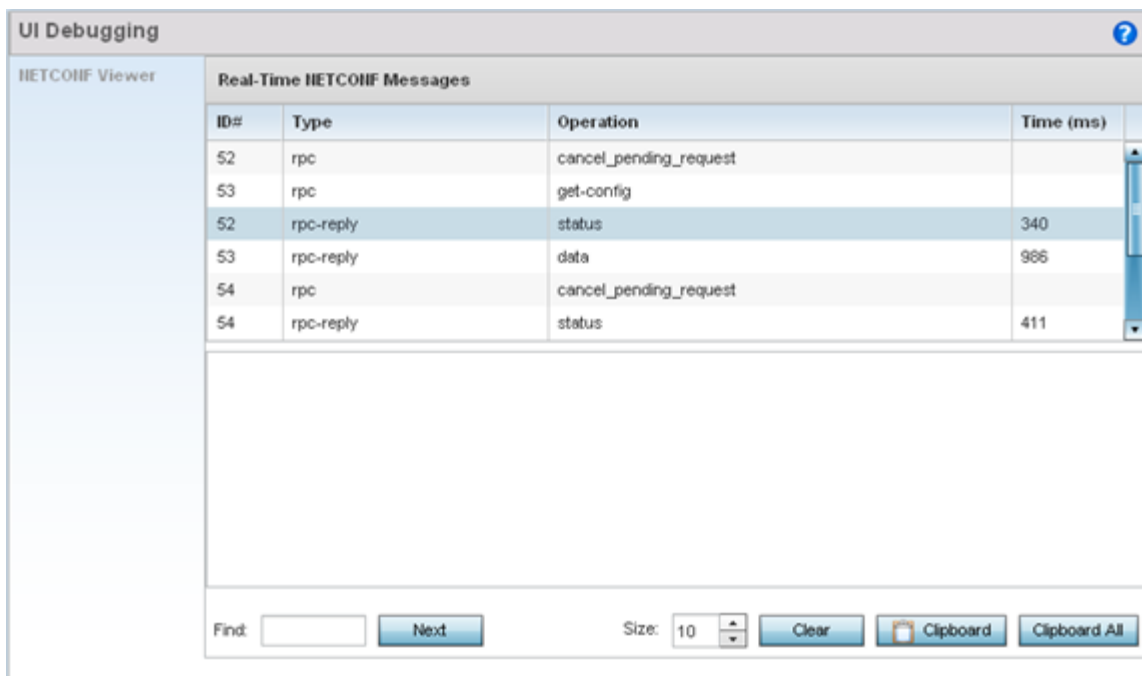 UI Debugging
?
NETCONF Viewer
Real-Time NETCONF Messages
ID# Type Operation Time (ms)
52 rpc cancel_pending_request
53 rpc get-config
52 rpc-reply status 340
53 rpc-reply data 986
54 rpc cancel_pending_request
54 rpc-reply status 411
Find: Next Size: 10 Clear Clipboard Clipboard All